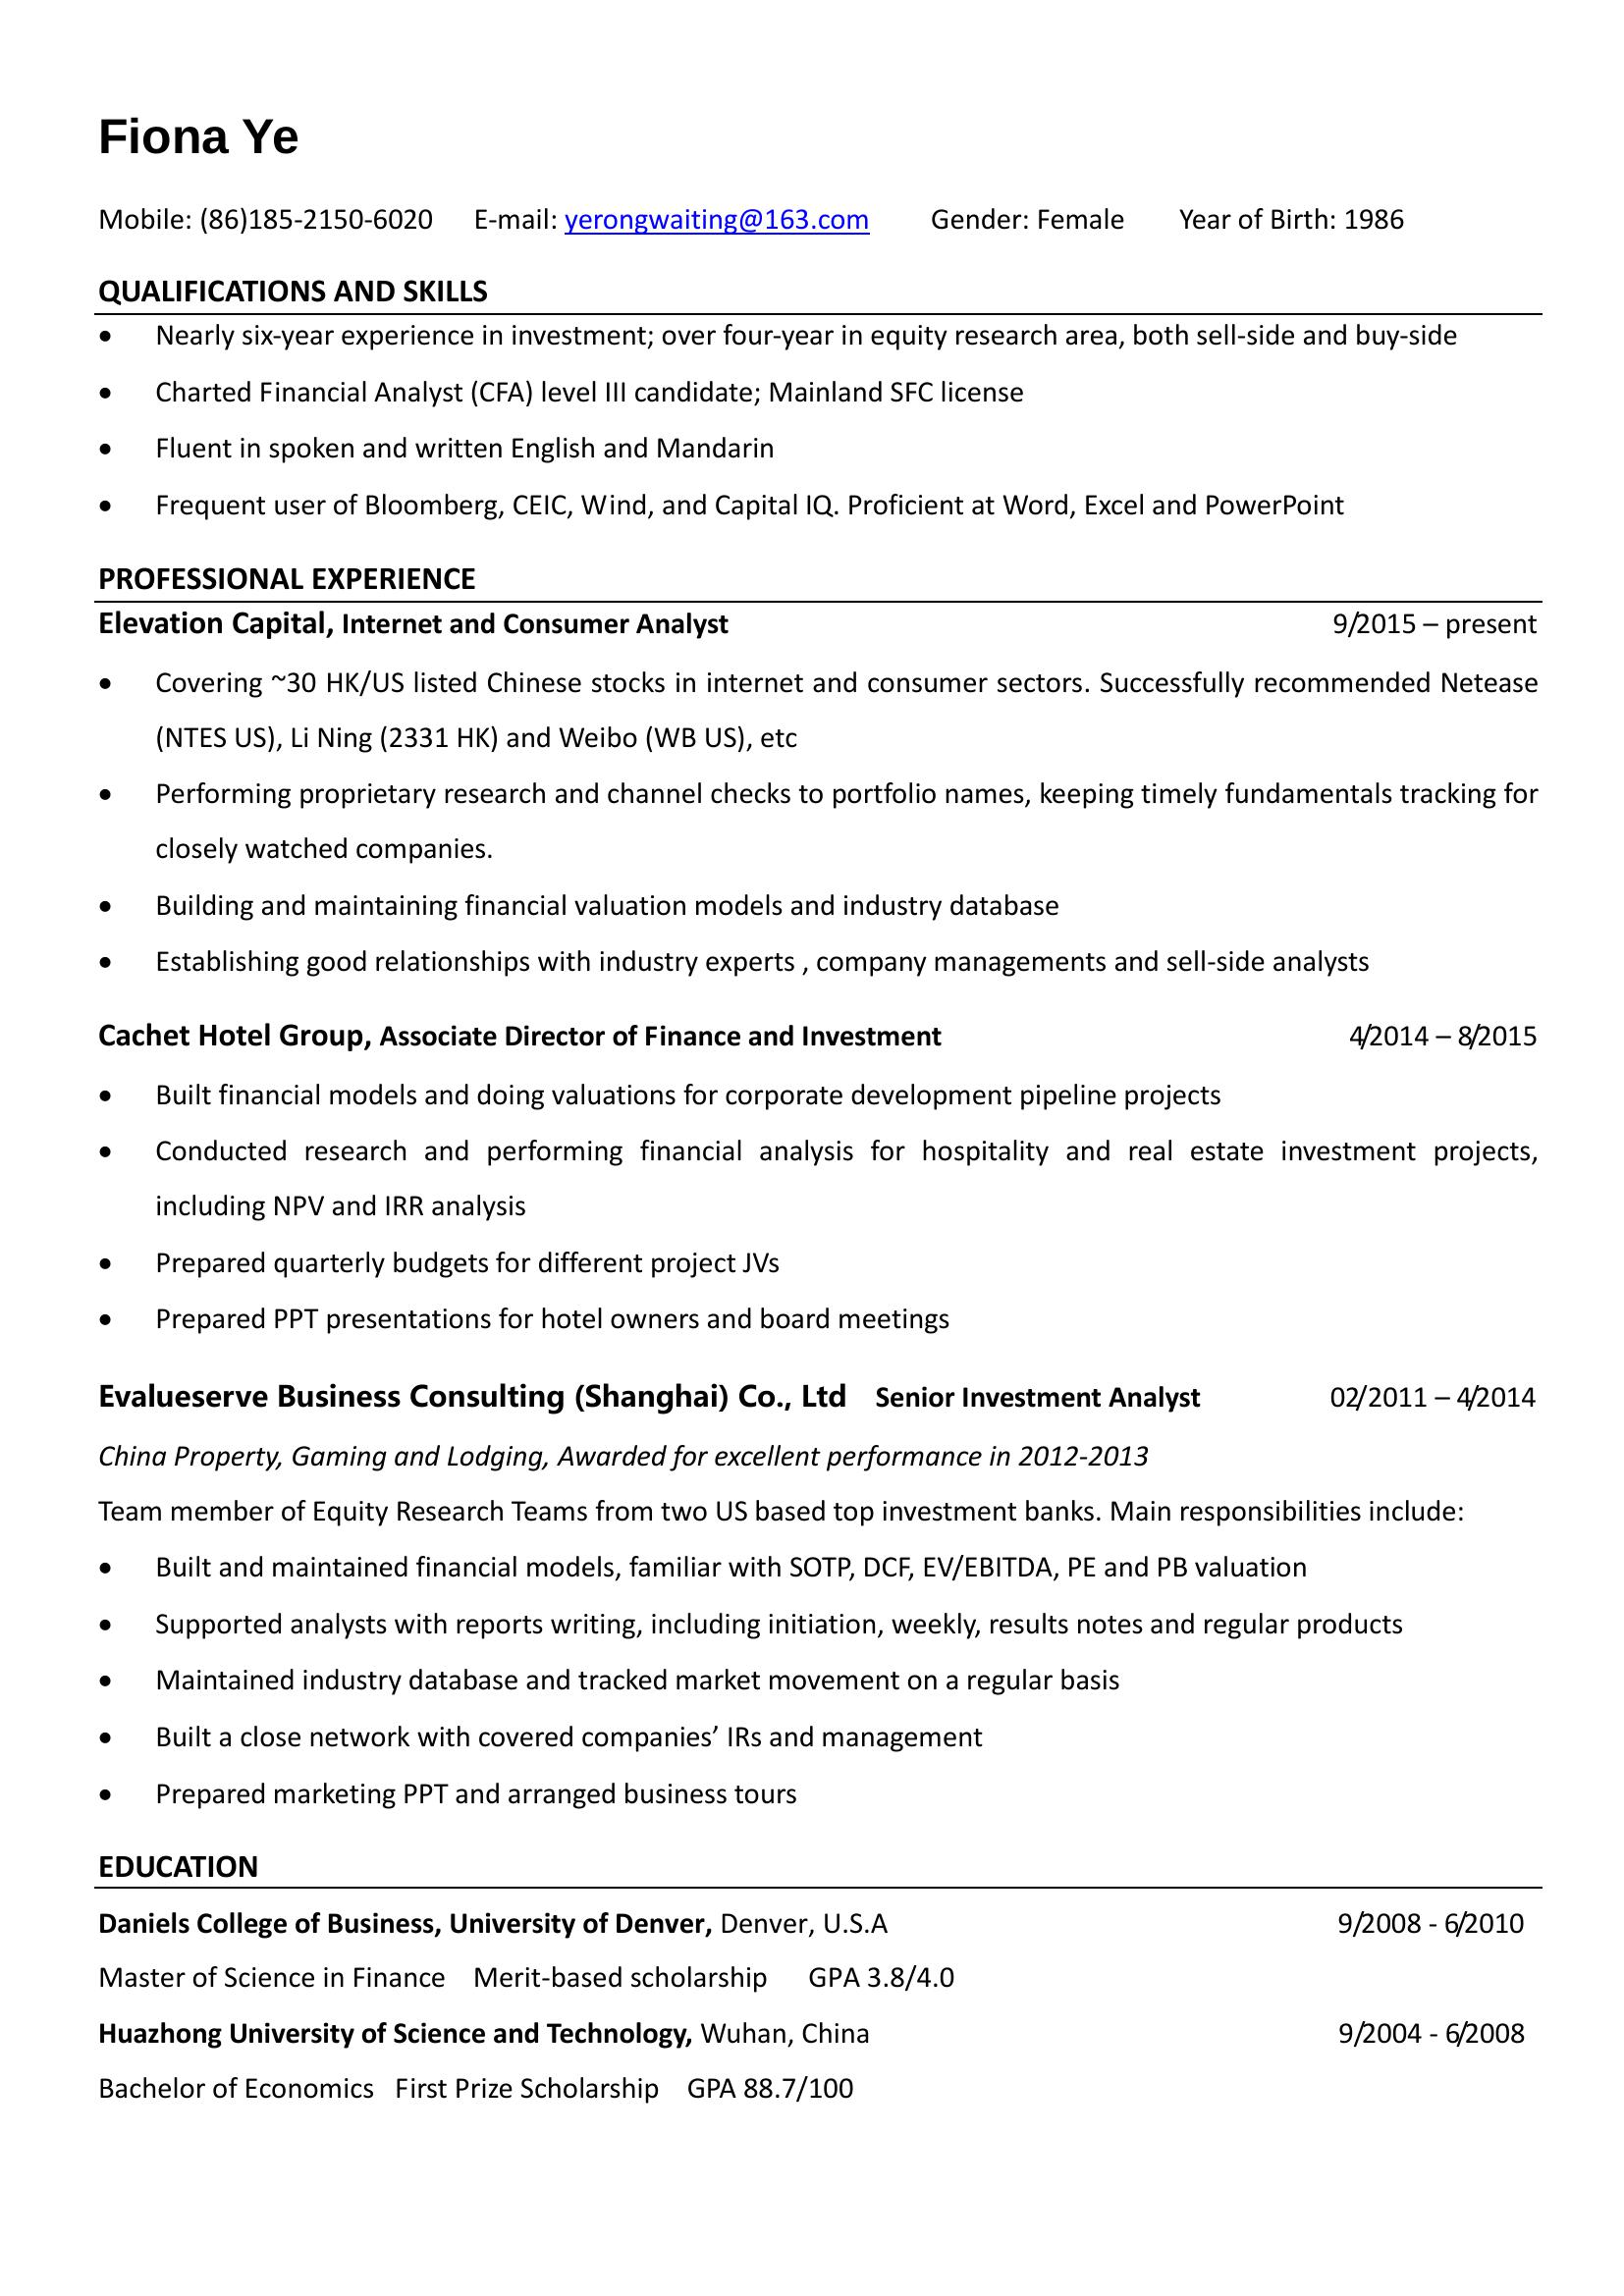 Fiona Ye
Mobile: (86)185-2150-6020 E-mail: yerongwaiting@163.com Gender: Female Year of Birth: 1986
QUALIFICATIONS AND SKILLS
• Nearly six-year experience in investment; over four-year in equity research area, both sell-side and buy-side
• Charted Financial Analyst (CFA) level III candidate; Mainland SFC license
• Fluent in spoken and written English and Mandarin
• Frequent user of Bloomberg, CEIC, Wind, and Capital IQ. Proficient at Word, Excel and PowerPoint
PROFESSIONAL EXPERIENCE
Elevation Capital, Internet and Consumer Analyst 9/2015 – present
• Covering ~30 HK/US listed Chinese stocks in internet and consumer sectors. Successfully recommended Netease
(NTES US), Li Ning (2331 HK) and Weibo (WB US), etc
• Performing proprietary research and channel checks to portfolio names, keeping timely fundamentals tracking for
closely watched companies.
• Building and maintaining financial valuation models and industry database
• Establishing good relationships with industry experts , company managements and sell-side analysts
Cachet Hotel Group, Associate Director of Finance and Investment 4/2014 – 8/2015
• Built financial models and doing valuations for corporate development pipeline projects
• Conducted research and performing financial analysis for hospitality and real estate investment projects,
including NPV and IRR analysis
• Prepared quarterly budgets for different project JVs
• Prepared PPT presentations for hotel owners and board meetings
Evalueserve Business Consulting (Shanghai) Co., Ltd Senior Investment Analyst 02/2011 – 4/2014
China Property, Gaming and Lodging, Awarded for excellent performance in 2012-2013
Team member of Equity Research Teams from two US based top investment banks. Main responsibilities include:
• Built and maintained financial models, familiar with SOTP, DCF, EV/EBITDA, PE and PB valuation
• Supported analysts with reports writing, including initiation, weekly, results notes and regular products
• Maintained industry database and tracked market movement on a regular basis
• Built a close network with covered companies’ IRs and management
• Prepared marketing PPT and arranged business tours
EDUCATION
Daniels College of Business, University of Denver, Denver, U.S.A 9/2008 - 6/2010
Master of Science in Finance Merit-based scholarship GPA 3.8/4.0
Huazhong University of Science and Technology, Wuhan, China 9/2004 - 6/2008
Bachelor of Economics First Prize Scholarship GPA 88.7/100